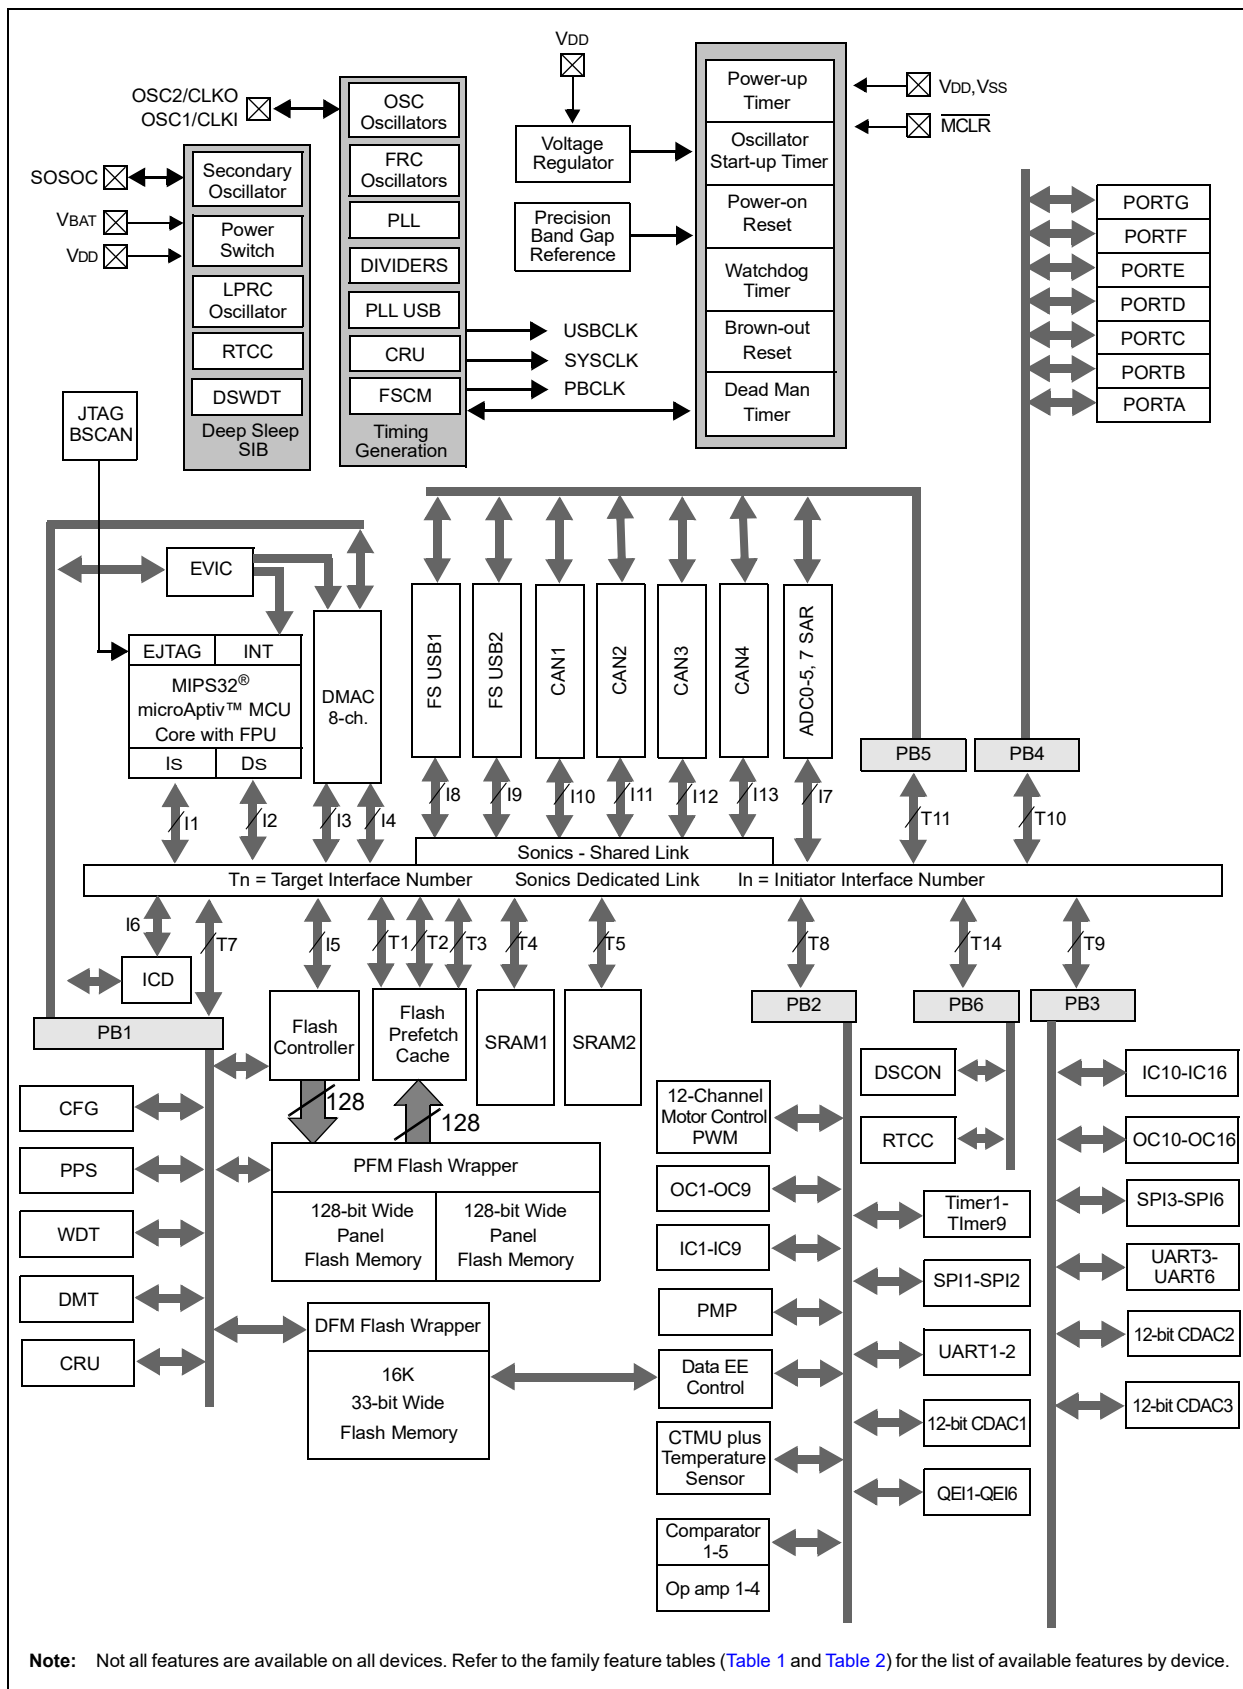 VDD
OSC2/CLKO
OSC1/CLKI
SOSOC
VBAT
VDD
Secondary
Oscillator
Power
Switch
LPRC
Oscillator
RTCC
DSWDT
Deep Sleep
SIB
OSC
Oscillators
FRC
Oscillators
PLL
DIVIDERS
PLL USB
CRU
FSCM
Timing
Generation
USBCLK
SYSCLK
PBCLK
Voltage
Regulator
Precision
Band Gap
Reference
Power-up
Timer
Oscillator
Start-up Timer
Power-on
Reset
Watchdog
Timer
Brown-out
Reset
Dead Man
Timer
VDD, VSS
MCLR
PORTG
PORTF
PORTE
PORTD
PORTC
PORTB
PORTA
JTAG
BSCAN
EVIC
EJTAG
INT
MIPS32®
microAptiv™ MCU
Core with FPU
IS
DS
DMAC
8-ch.
FS USB1
FS USB2
CAN1
CAN2
CAN3
CAN4
ADC0-5, 7 SAR
PB5
PB4
I1
I2
I3
I4
I8
I9
I10
I11
I12
I13
I7
T11
T10
Sonics - Shared Link
Tn = Target Interface Number Sonics Dedicated Link In = Initiator Interface Number
I6
T7
I5
T1
T2
T3
T4
T5
T8
T14
T9
ICD
PB1
Flash
Controller
Flash
Prefetch
Cache
SRAM1
SRAM2
PB2
PB6
PB3
128
128
CFG
PPS
WDT
DMT
CRU
PFM Flash Wrapper
128-bit Wide
Panel
Flash Memory
128-bit Wide
Panel
Flash Memory
DFM Flash Wrapper
16K
33-bit Wide
Flash Memory
12-Channel
Motor Control
PWM
OC1-OC9
IC1-IC9
PMP
Data EE
Control
CTMU plus
Temperature
Sensor
Comparator
1-5
Op amp 1-4
DSCON
RTCC
Timer1-
TImer9
SPI1-SPI2
UART1-2
12-bit CDAC1
QEI1-QEI6
IC10-IC16
OC10-OC16
SPI3-SPI6
UART3-
UART6
12-bit CDAC2
12-bit CDAC3
Note: Not all features are available on all devices. Refer to the family feature tables (Table 1 and Table 2) for the list of available features by device.